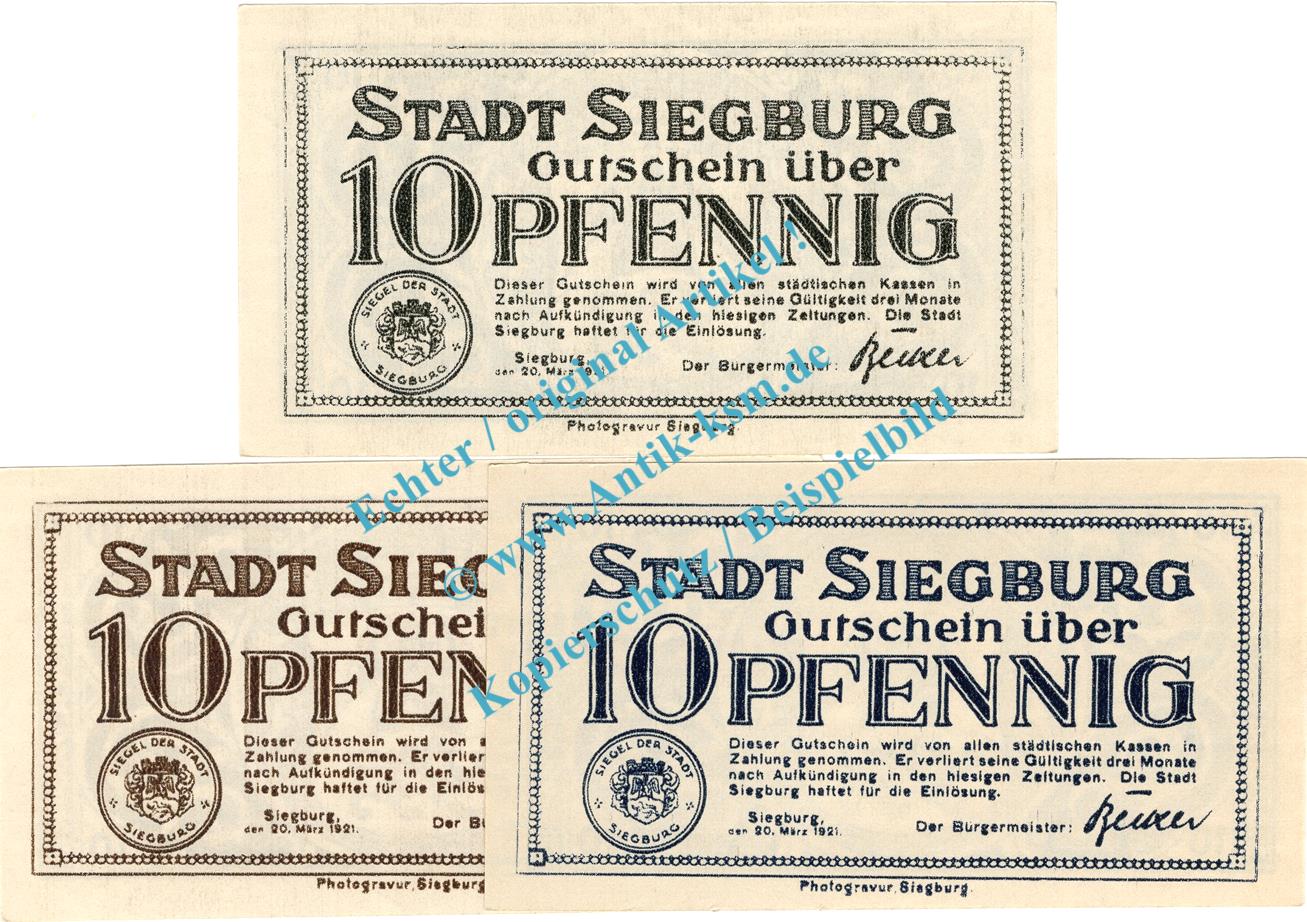 STADT SIEGBURG
Gutschein über
10 PFENNIG
Dieser Gutschein wird von allen städtischen Kassen in
Zahlung genommen. Er verliert seine Gültigkeit drei Monate
nach Aufkündigung in den hiesigen Zeitungen. Die Stadt
Siegburg haftet für die Einlösung.
SIEGEL DER STADT
SIEGBURG
Siegburg,
den 20. März 1921.
Der Bürgermeister:
Photogravur Siegburg.
STADT SIEG
Gutschei
10 PFEN
Dieser Gutschein wird von a
Zahlung genommen. Er verlier
nach Aufkündigung in den hie
Siegburg haftet für die Einlös
SIEGEL DER STADT
SIEGBURG
Siegburg,
den 20. März 1921.
Der Bü
Photogravur Siegburg
STADT SIEGBURG
Gutschein über
10 PFENNIG
Dieser Gutschein wird von allen städtischen Kassen in
Zahlung genommen. Er verliert seine Gültigkeit drei Monate
nach Aufkündigung in den hiesigen Zeitungen. Die Stadt
Siegburg haftet für die Einlösung.
SIEGEL DER STADT
SIEGBURG
Siegburg,
den 20. März 1921.
Der Bürgermeister:
Photogravur Siegburg.
Echter / original Artikel !
© www.Antik-ksm.de
Kopierschutz / Beispielbild